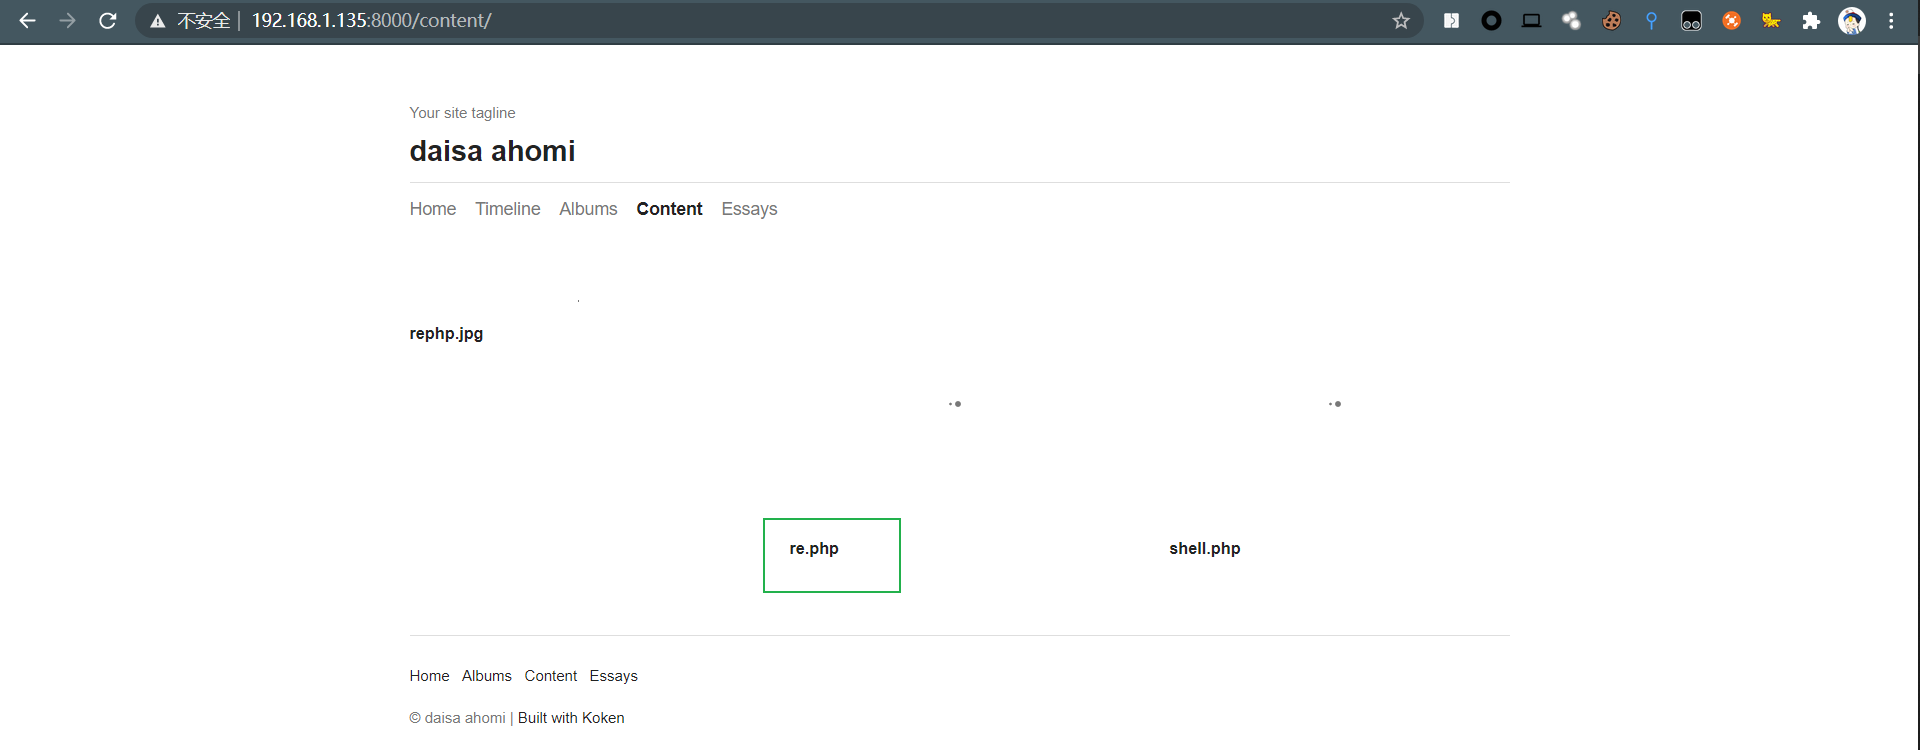 不安全 | 192.168.1.135:8000/content/
Your site tagline
daisa ahomi
Home Timeline Albums Content Essays
rephp.jpg
re.php shell.php
Home Albums Content Essays
© daisa ahomi | Built with Koken